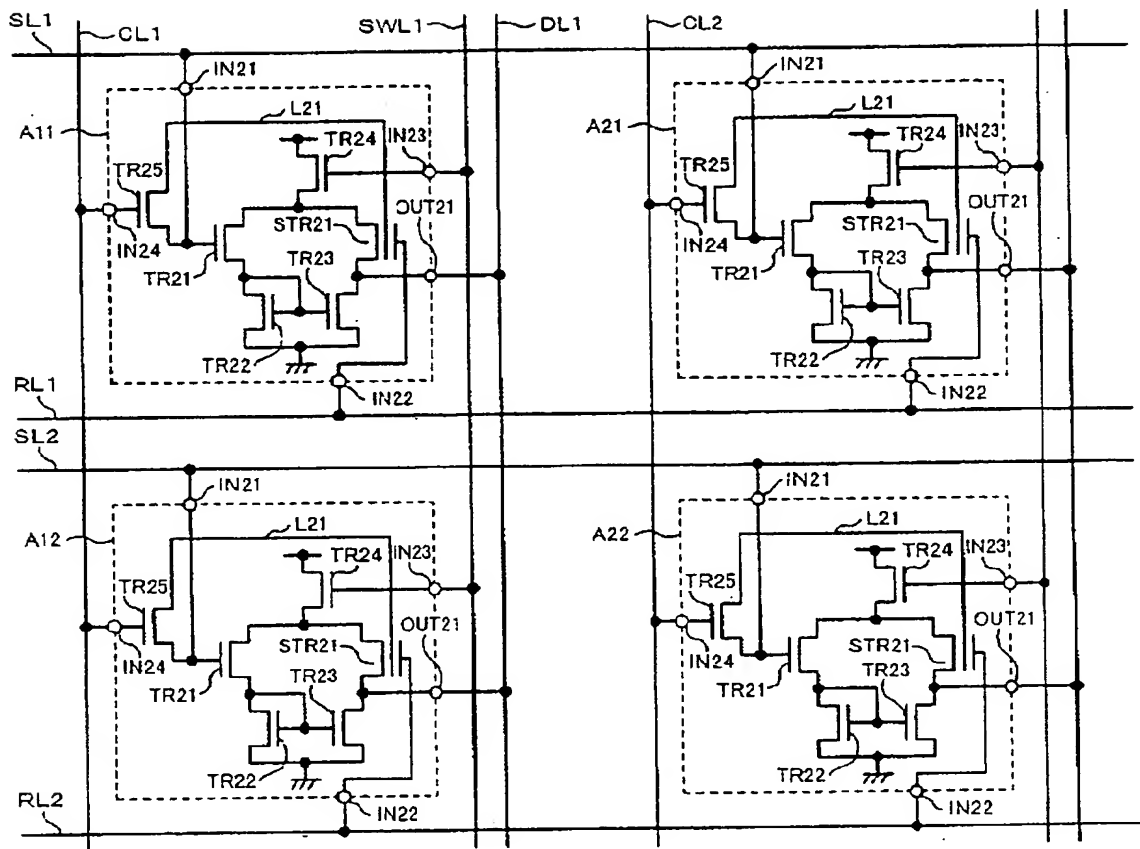 SL1
CL1
SWL1
DL1
CL2
IN21
IN21
A11
L21
TR24
IN23
A21
L21
TR24
IN23
TR25
OUT21
TR25
OUT21
STR21
STR21
IN24
TR21
TR23
IN24
TR21
TR23
TR22
TR22
RL1
IN22
IN22
SL2
IN21
IN21
A12
L21
TR24
IN23
A22
L21
TR24
IN23
TR25
OUT21
TR25
OUT21
STR21
STR21
IN24
TR21
TR23
IN24
TR21
TR23
TR22
TR22
RL2
IN22
IN22